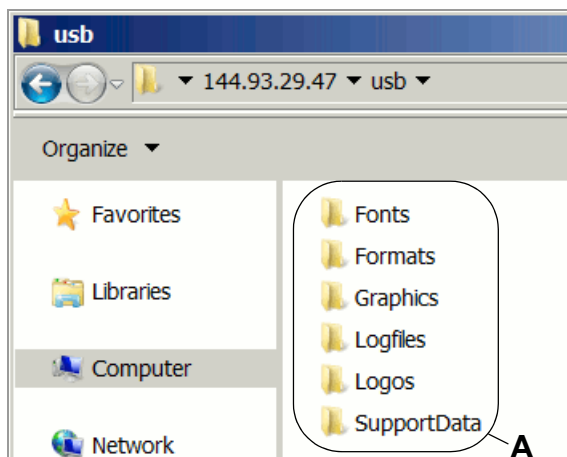 usb
144.93.29.47 usb
Organize
Favorites
Libraries
Computer
Network
Fonts
Formats
Graphics
Logfiles
Logos
SupportData
A